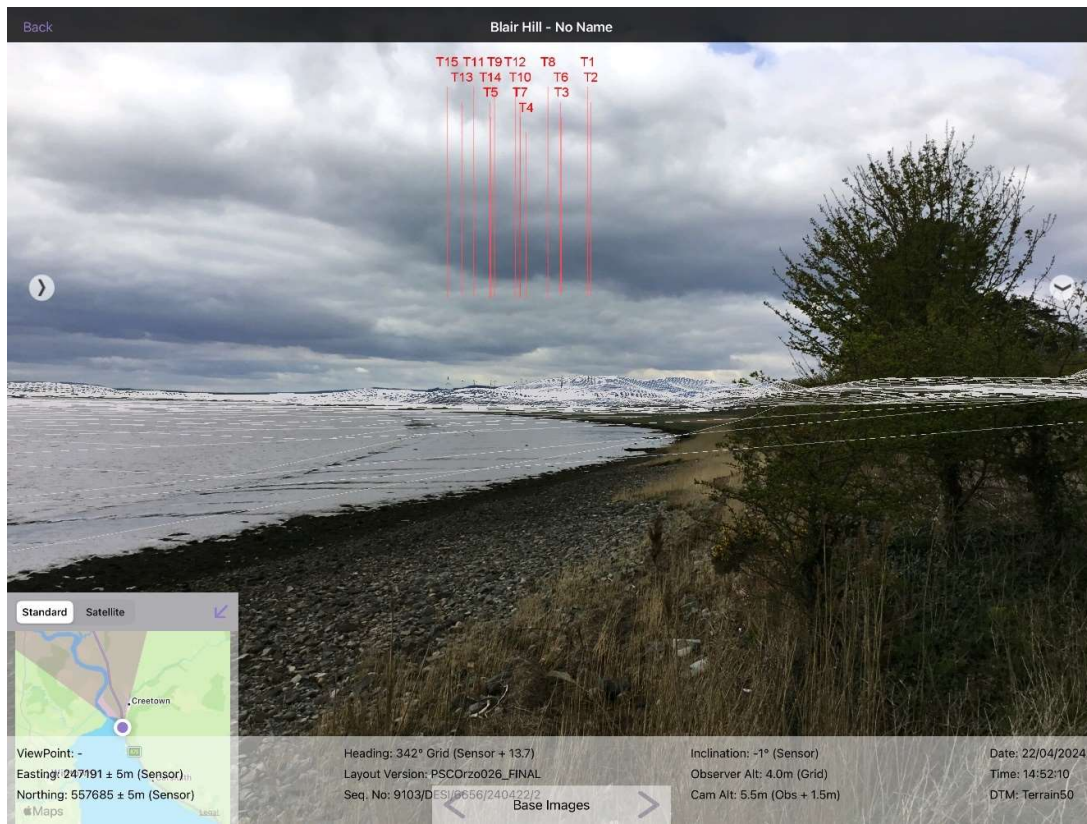 Back
Blair Hill - No Name
T15 T11 T9 T12 T8 T1
T13 T14 T10 T6 T2
T5 T7 T3
T4
Standard Satellite
Creetown
ViewPoint: -
Easting: 247191 ± 5m (Sensor)
Northing: 557685 ± 5m (Sensor)
Maps
Legal
Heading: 342° Grid (Sensor + 13.7)
Layout Version: PSCOrzo026_FINAL
Seq. No: 9103/DESI/6656/240422/2
Base Images
Inclination: -1° (Sensor)
Observer Alt: 4.0m (Grid)
Cam Alt: 5.5m (Obs + 1.5m)
Date: 22/04/2024
Time: 14:52:10
DTM: Terrain50